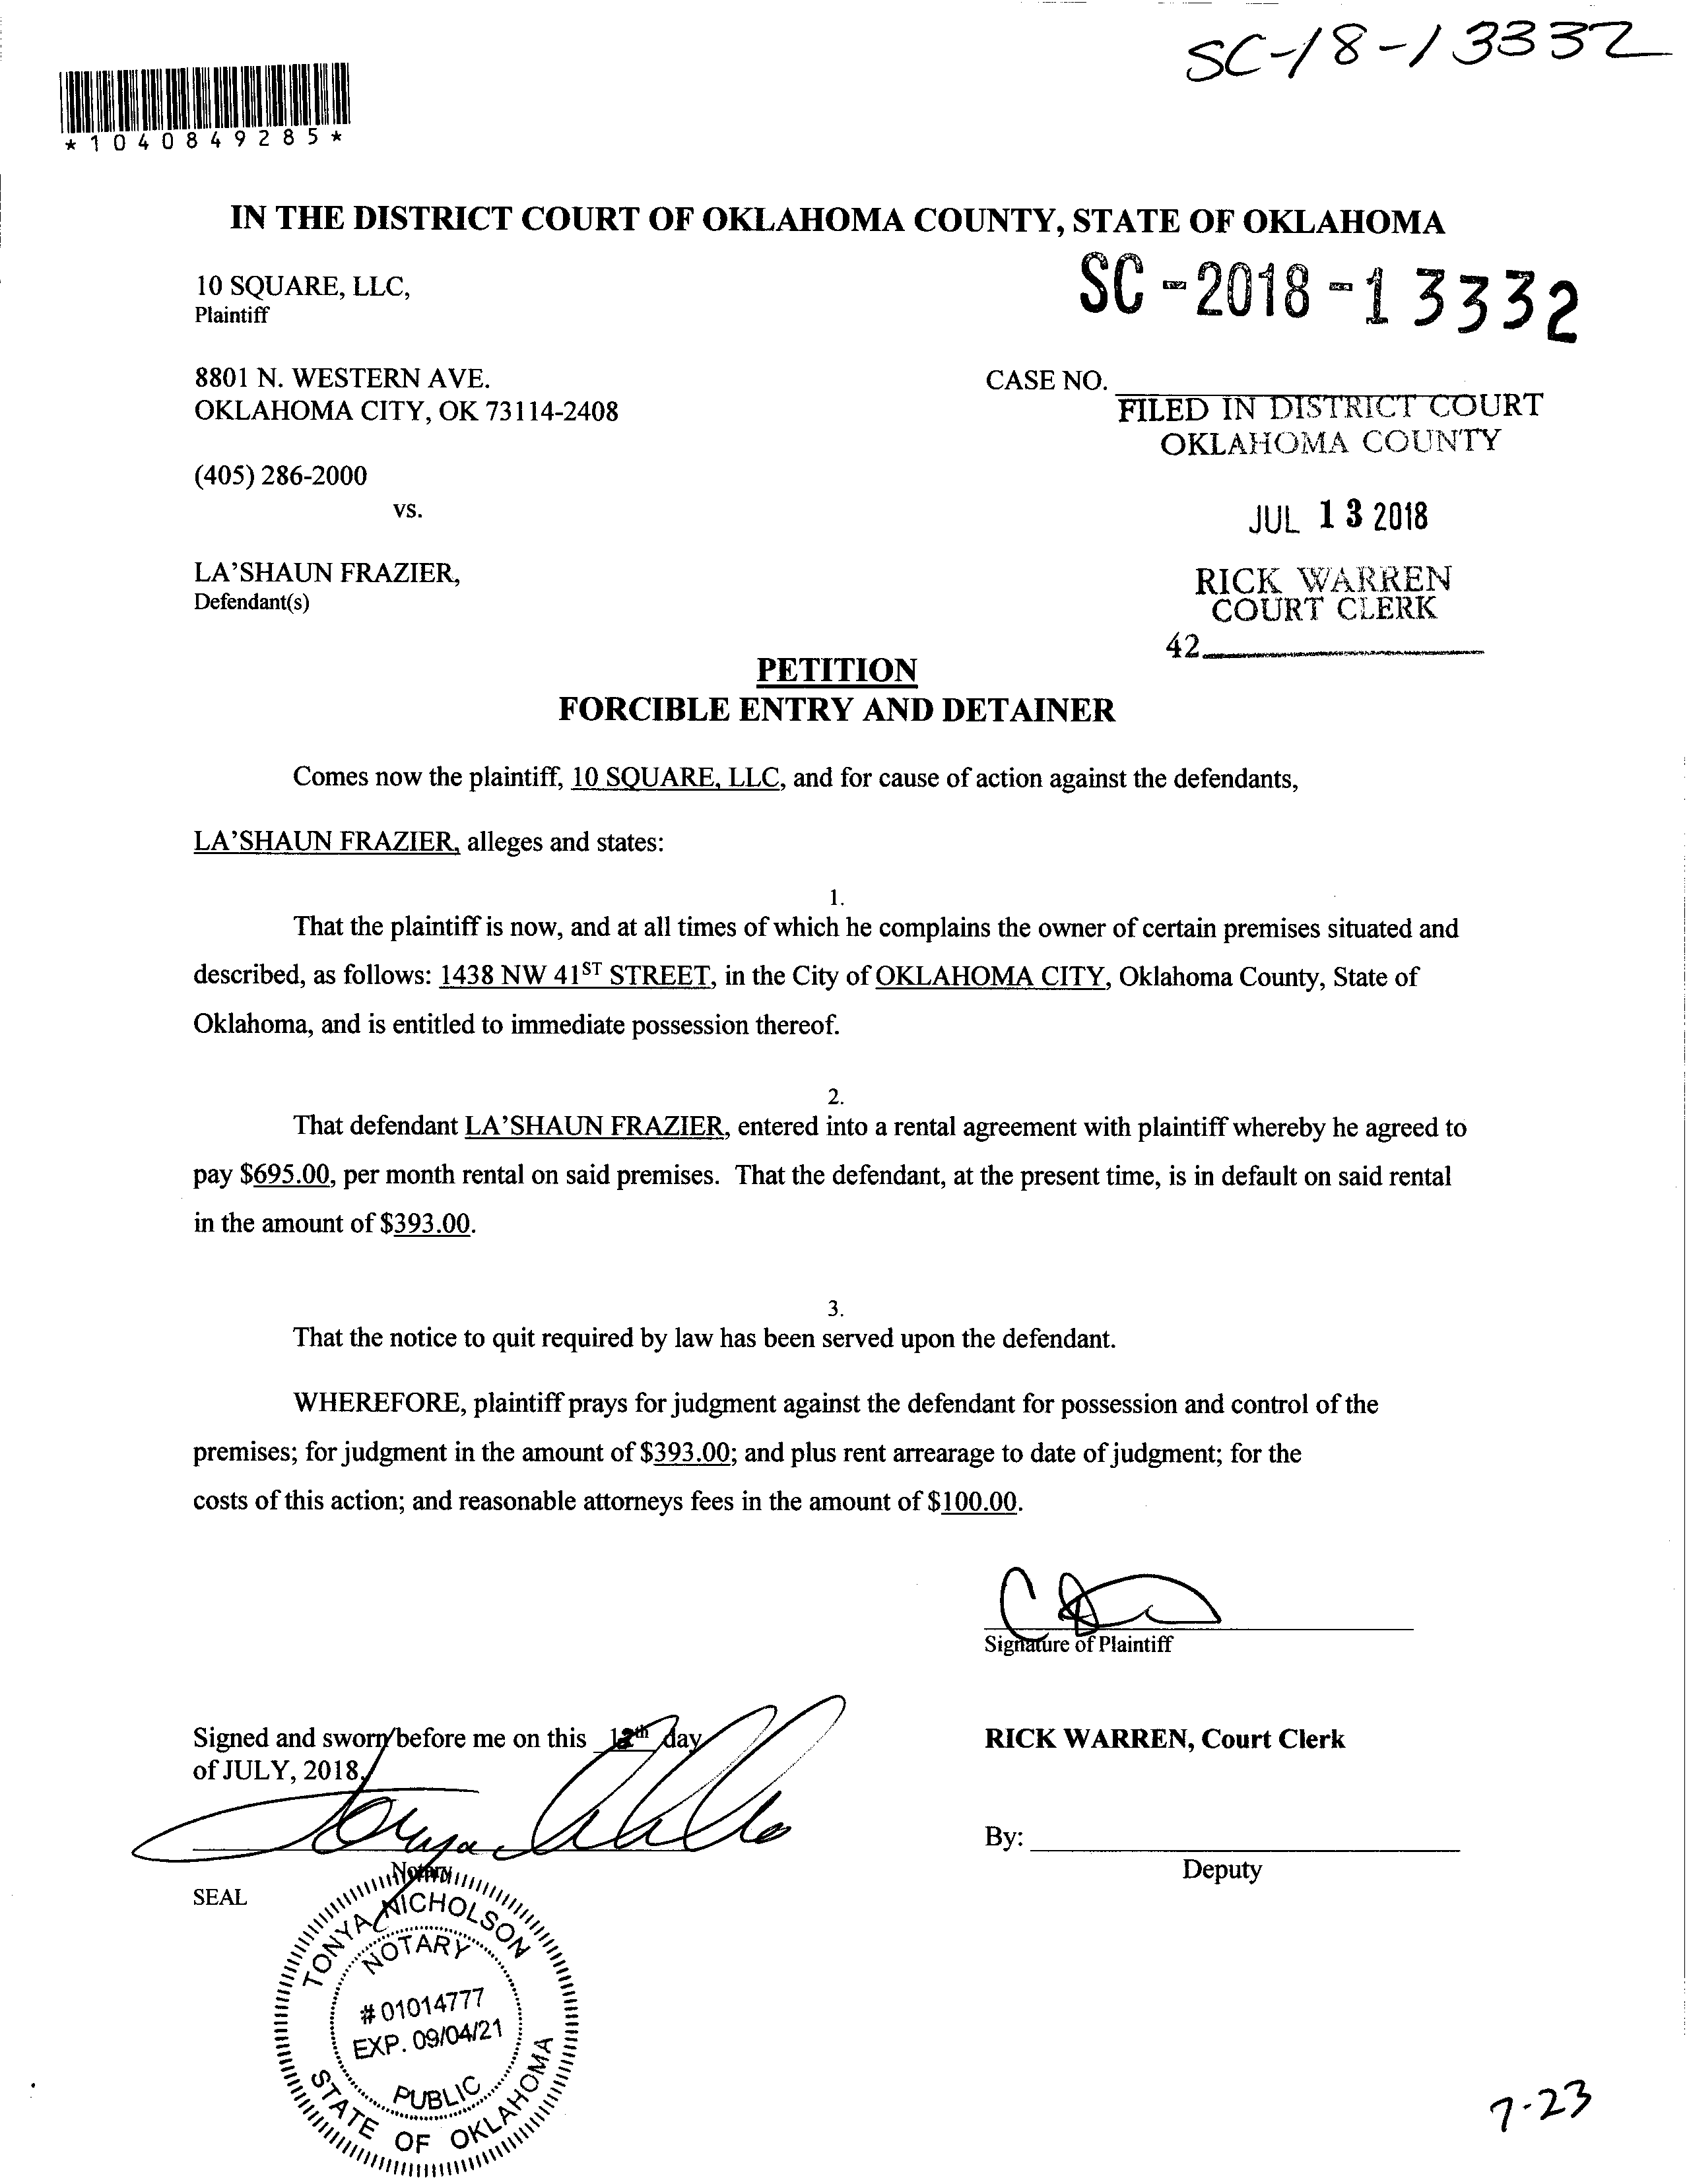 SC-18-13332
*1040849285*
IN THE DISTRICT COURT OF OKLAHOMA COUNTY, STATE OF OKLAHOMA
10 SQUARE, LLC,
Plaintiff
SC-2018-13332
8801 N. WESTERN AVE.
OKLAHOMA CITY, OK 73114-2408
CASE NO.
FILED IN DISTRICT COURT
OKLAHOMA COUNTY
(405) 286-2000
vs.
JUL 13 2018
LA'SHAUN FRAZIER,
Defendant(s)
RICK WARREN
COURT CLERK
42
PETITION
FORCIBLE ENTRY AND DETAINER
Comes now the plaintiff, 10 SQUARE, LLC, and for cause of action against the defendants,
LA'SHAUN FRAZIER, alleges and states:
1.
That the plaintiff is now, and at all times of which he complains the owner of certain premises situated and
described, as follows: 1438 NW 41ST STREET, in the City of OKLAHOMA CITY, Oklahoma County, State of
Oklahoma, and is entitled to immediate possession thereof.
2.
That defendant LA'SHAUN FRAZIER, entered into a rental agreement with plaintiff whereby he agreed to
pay $695.00, per month rental on said premises. That the defendant, at the present time, is in default on said rental
in the amount of $393.00.
3.
That the notice to quit required by law has been served upon the defendant.
WHEREFORE, plaintiff prays for judgment against the defendant for possession and control of the
premises; for judgment in the amount of $393.00; and plus rent arrearage to date of judgment; for the
costs of this action; and reasonable attorneys fees in the amount of $100.00.
Signature of Plaintiff
Signed and sworn before me on this day
of JULY, 2018.
RICK WARREN, Court Clerk
By:
Deputy
Notary
SEAL
TONYA NICHOLSON
NOTARY
# 01014777
EXP. 09/04/21
PUBLIC
STATE OF OKLAHOMA
7-23